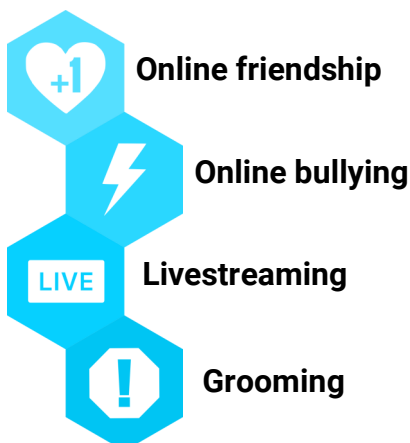 +1
Online friendship
Online bullying
LIVE
Livestreaming
!
Grooming